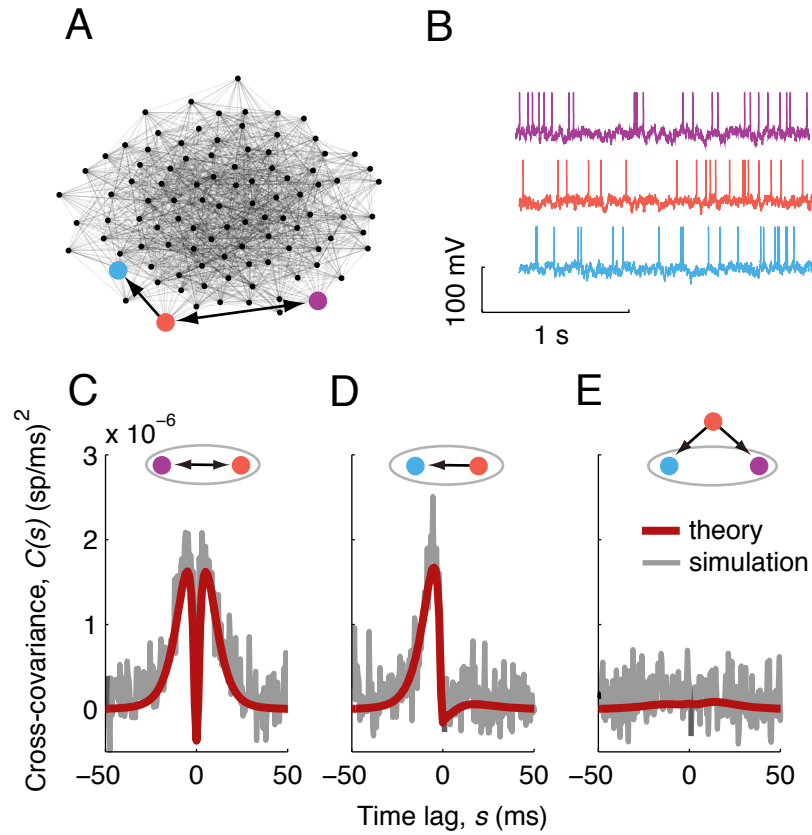 A
B
100 mV
1 s
C
D
E
x 10⁻⁶
Cross-covariance, C(s) (sp/ms)²
3
2
1
0
theory
simulation
−50
0
50
−50
0
50
−50
0
50
Time lag, s (ms)